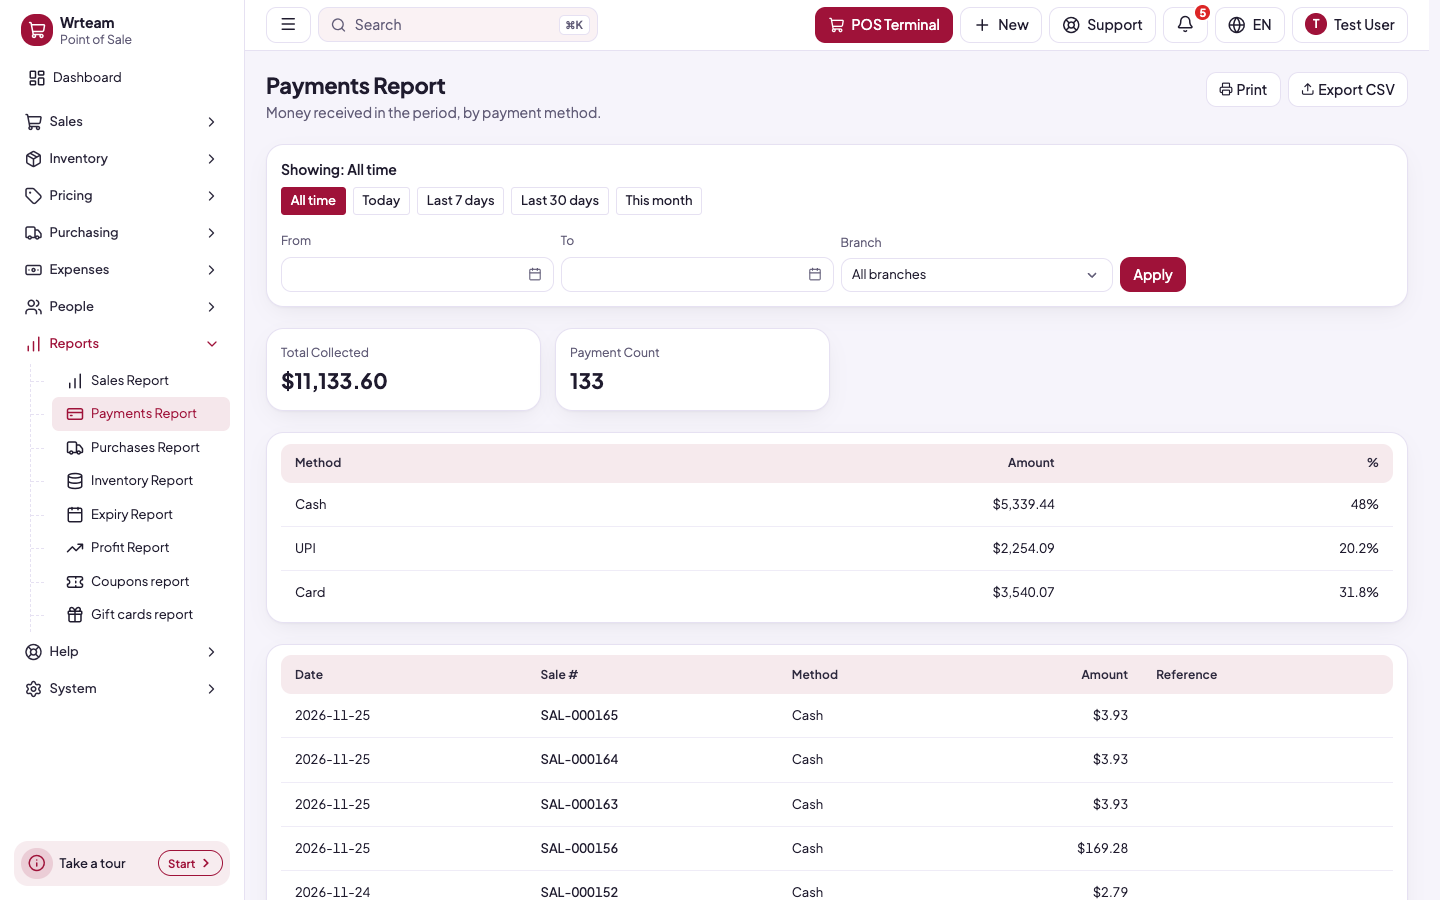 Wrteam
Point of Sale
Dashboard
Sales
Inventory
Pricing
Purchasing
Expenses
People
Reports
Sales Report
Payments Report
Purchases Report
Inventory Report
Expiry Report
Profit Report
Coupons report
Gift cards report
Help
System
Take a tour
Start
Search
⌘K
POS Terminal
New
Support
5
EN
T
Test User
Payments Report
Money received in the period, by payment method.
Print
Export CSV
Showing: All time
All time
Today
Last 7 days
Last 30 days
This month
From
To
Branch
All branches
Apply
Total Collected
$11,133.60
Payment Count
133
Method Amount %
Cash $5,339.44 48%
UPI $2,254.09 20.2%
Card $3,540.07 31.8%
Date Sale # Method Amount Reference
2026-11-25 SAL-000165 Cash $3.93
2026-11-25 SAL-000164 Cash $3.93
2026-11-25 SAL-000163 Cash $3.93
2026-11-25 SAL-000156 Cash $169.28
2026-11-24 SAL-000152 Cash $2.79